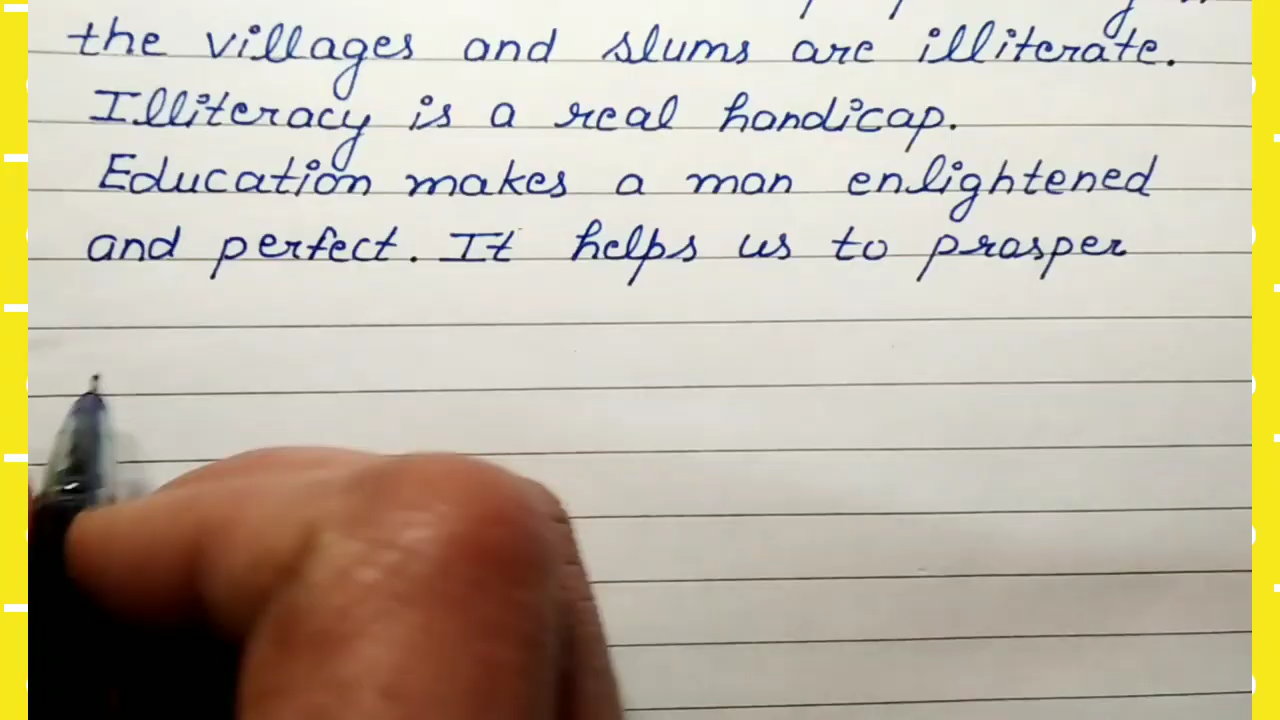 the villages and slums are illiterate.
Illiteracy is a real handicap.
Education makes a man enlightened
and perfect. It helps us to prasper